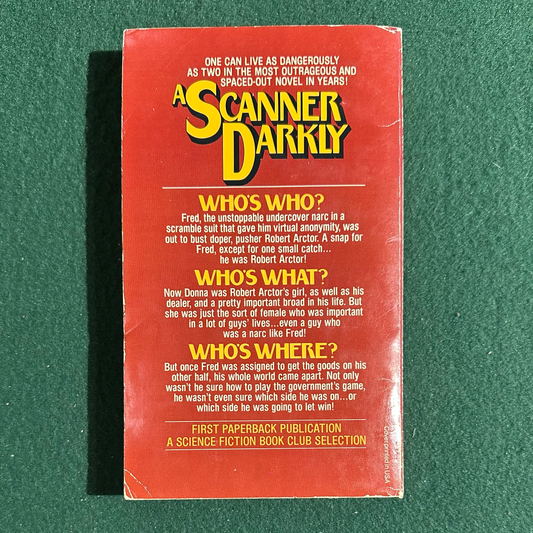 ONE CAN LIVE AS DANGEROUSLY
AS TWO IN THE MOST OUTRAGEOUS AND
SPACED-OUT NOVEL IN YEARS!
A SCANNER
DARKLY
WHO'S WHO?
Fred, the unstoppable undercover narc in a
scramble suit that gave him virtual anonymity, was
out to bust doper, pusher Robert Arctor. A snap for
Fred, except for one small catch...
he was Robert Arctor!
WHO'S WHAT?
Now Donna was Robert Arctor's girl, as well as his
dealer, and a pretty important broad in his life. But
she was just the sort of female who was important
in a lot of guys' lives...even a guy who
was a narc like Fred!
WHO'S WHERE?
But once Fred was assigned to get the goods on his
other half, his whole world came apart. Not only
wasn't he sure how to play the government's game,
he wasn't even sure which side he was on...or
which side he was going to let win!
FIRST PAPERBACK PUBLICATION
A SCIENCE FICTION BOOK CLUB SELECTION
Cover printed in USA